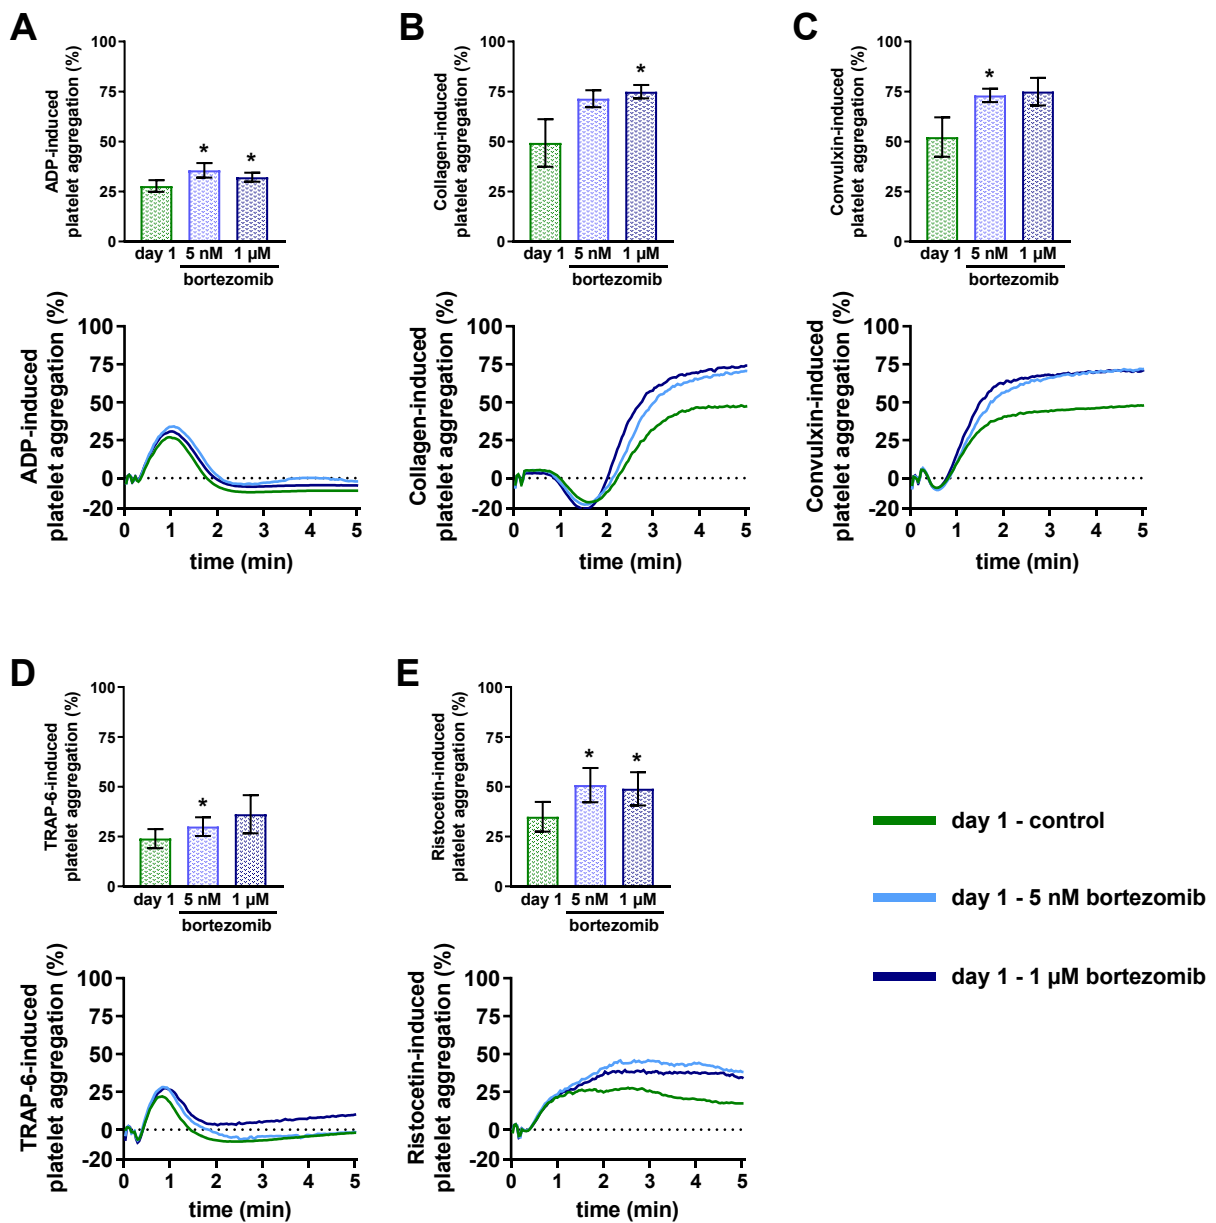 A
ADP-induced
platelet aggregation (%)
100
75
50
25
0
*
*
day 1
5 nM
1 µM
bortezomib
ADP-induced
platelet aggregation (%)
100
75
50
25
0
-20
0 1 2 3 4 5
time (min)
B
Collagen-induced
platelet aggregation (%)
100
75
50
25
0
*
day 1
5 nM
1 µM
bortezomib
Collagen-induced
platelet aggregation (%)
100
75
50
25
0
-20
0 1 2 3 4 5
time (min)
C
Convulxin-induced
platelet aggregation (%)
100
75
50
25
0
*
day 1
5 nM
1 µM
bortezomib
Convulxin-induced
platelet aggregation (%)
100
75
50
25
0
-20
0 1 2 3 4 5
time (min)
D
TRAP-6-induced
platelet aggregation (%)
100
75
50
25
0
*
day 1
5 nM
1 µM
bortezomib
TRAP-6-induced
platelet aggregation (%)
100
75
50
25
0
-20
0 1 2 3 4 5
time (min)
E
Ristocetin-induced
platelet aggregation (%)
100
75
50
25
0
*
*
day 1
5 nM
1 µM
bortezomib
Ristocetin-induced
platelet aggregation (%)
100
75
50
25
0
-20
0 1 2 3 4 5
time (min)
day 1 - control
day 1 - 5 nM bortezomib
day 1 - 1 µM bortezomib